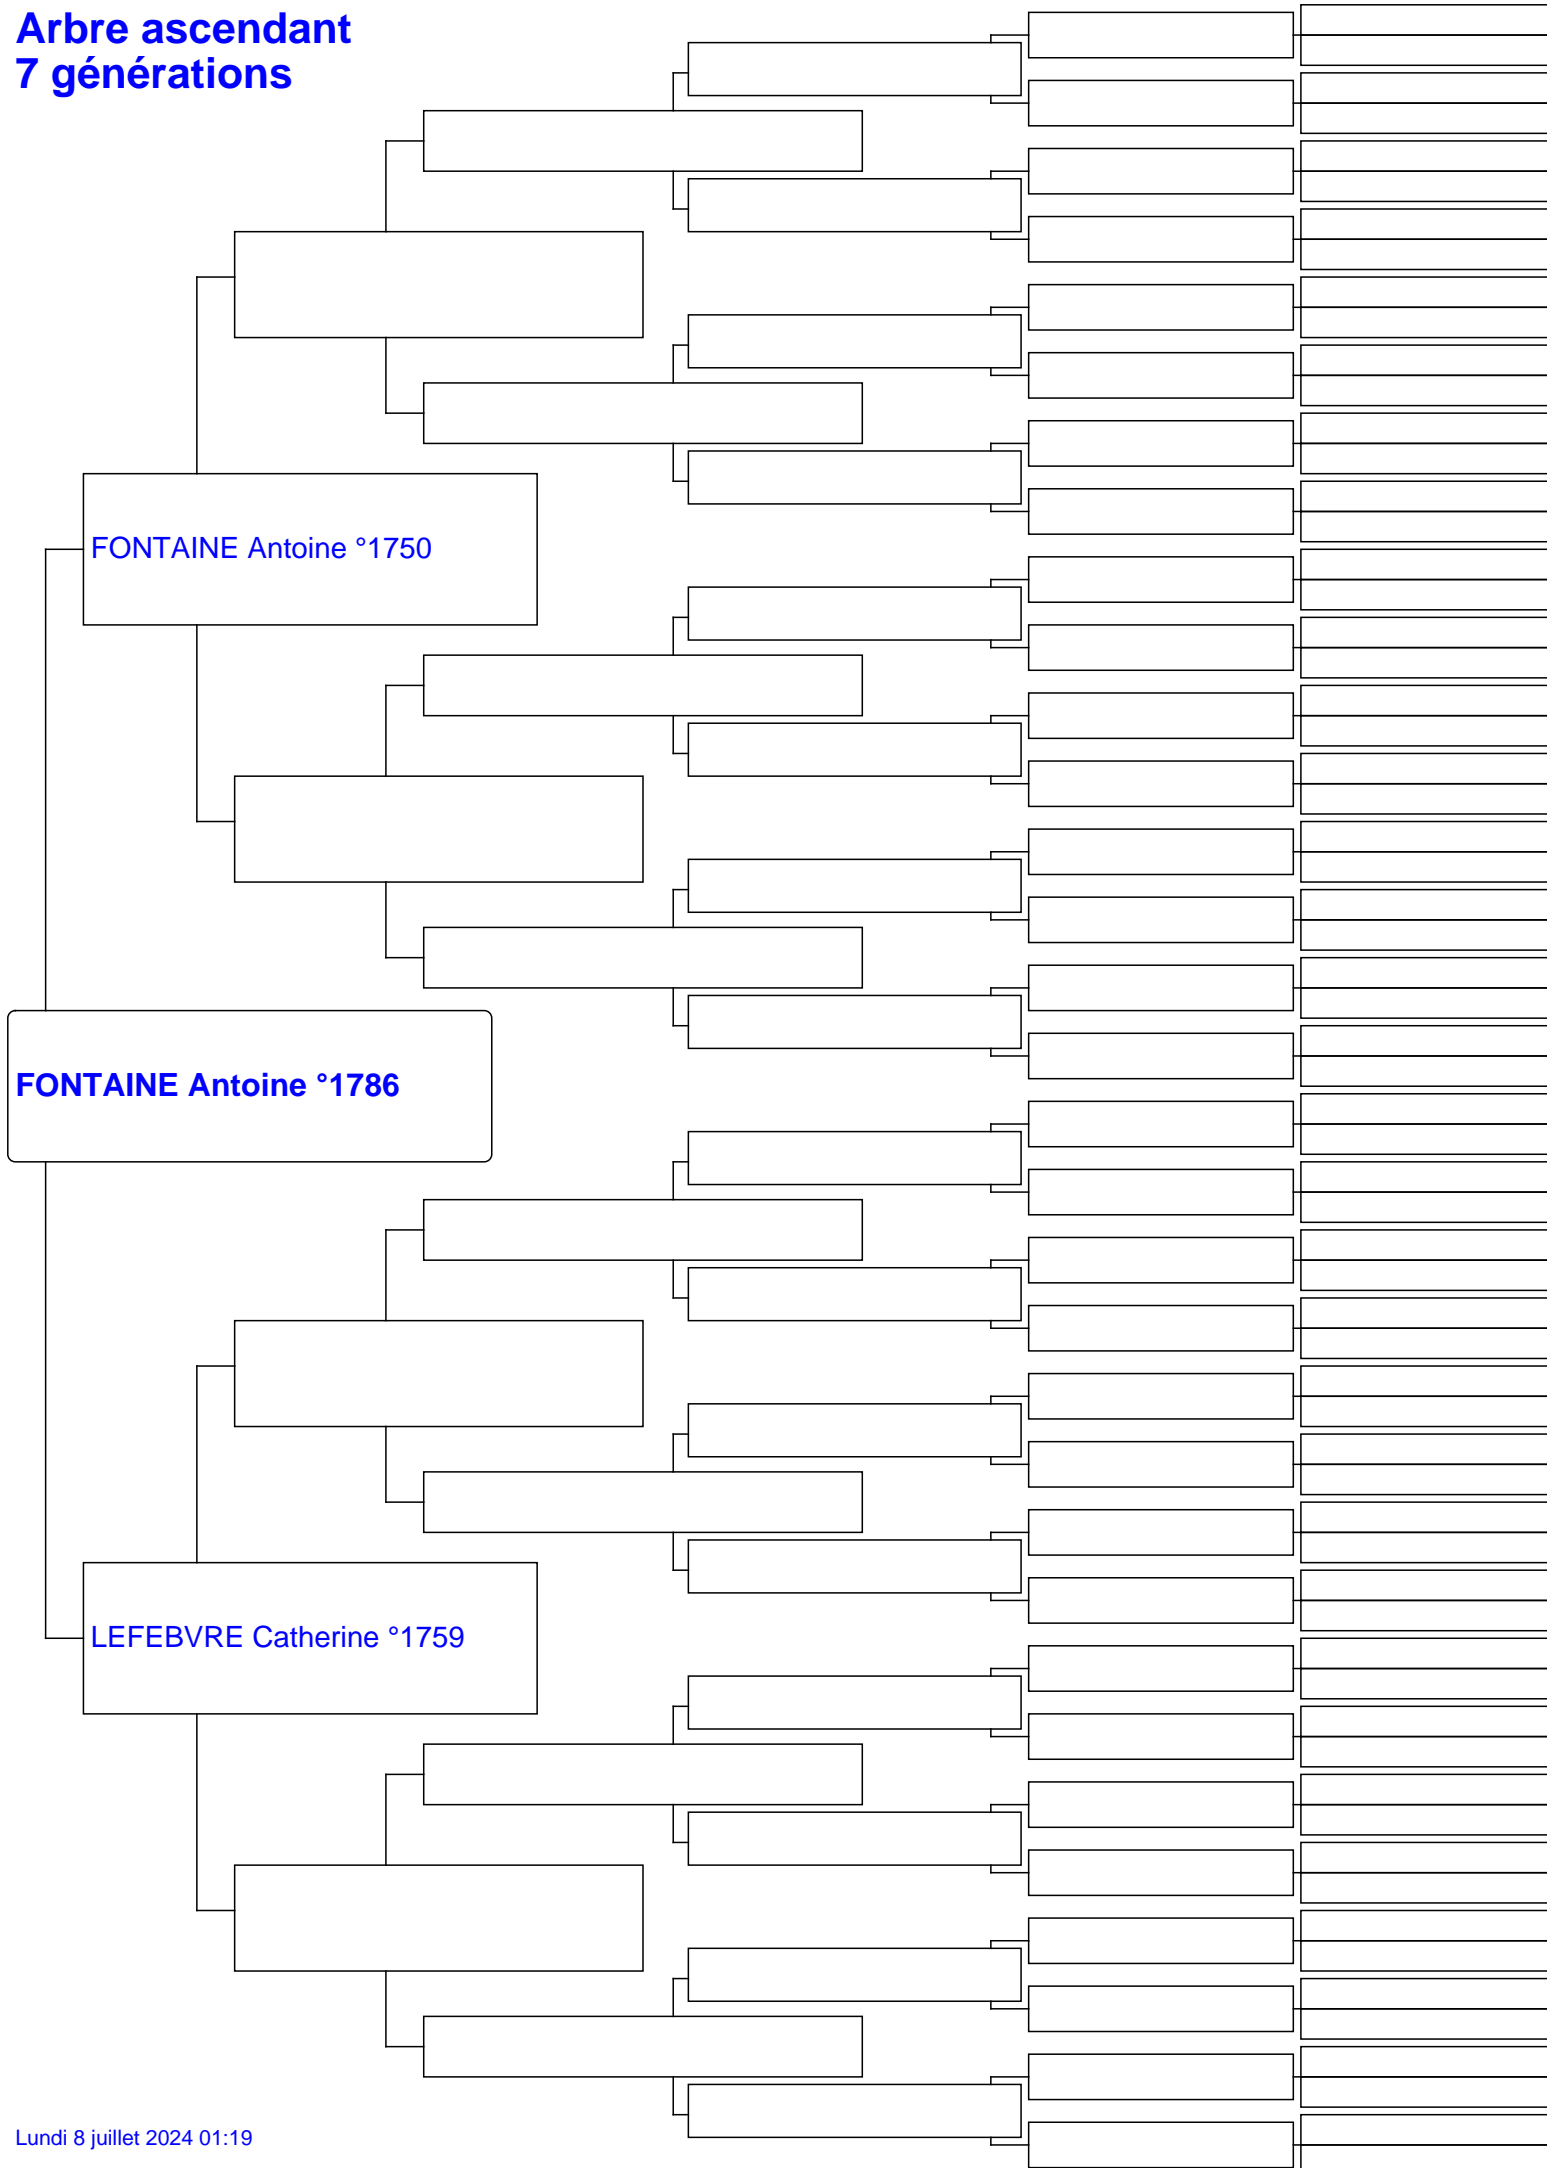 Arbre ascendant
7 générations
FONTAINE Antoine °1750
FONTAINE Antoine °1786
LEFEBVRE Catherine °1759
Lundi 8 juillet 2024 01:19